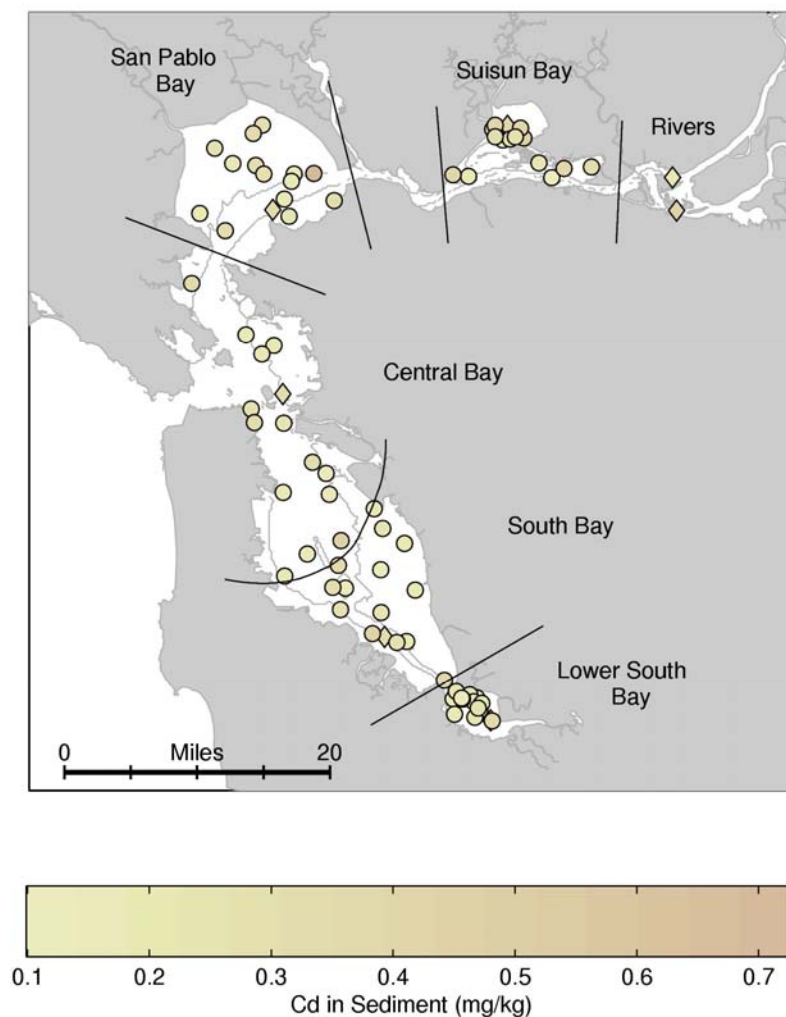 San Pablo
Bay
Suisun Bay
Rivers
Central Bay
South Bay
Lower South
Bay
0 Miles 20
0.1 0.2 0.3 0.4 0.5 0.6 0.7
Cd in Sediment (mg/kg)